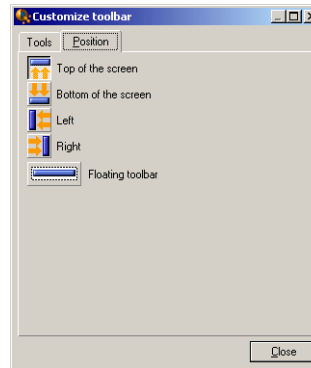 Customize toolbar
Tools Position
Top of the screen
Bottom of the screen
Left
Right
Floating toolbar
Close